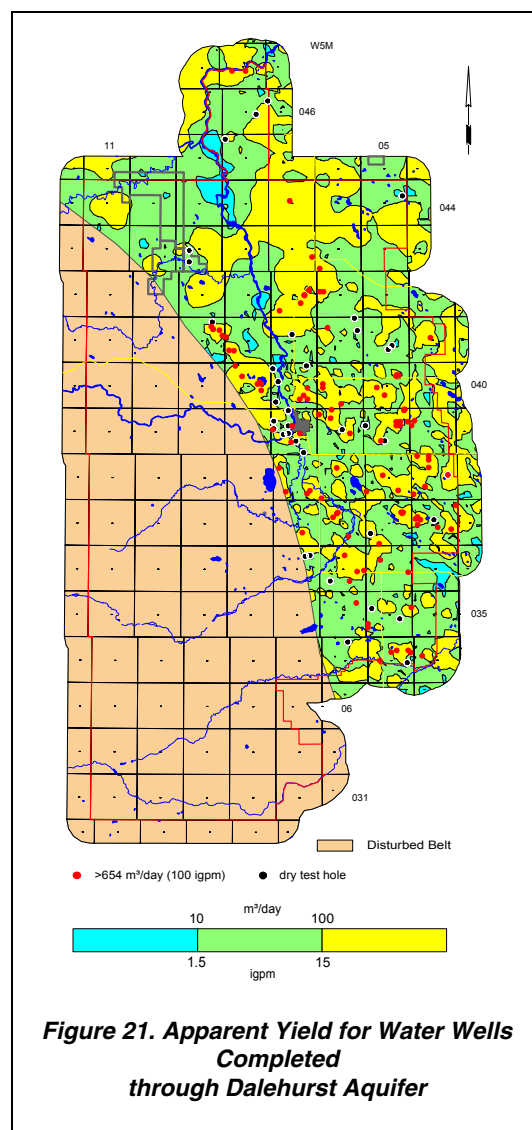 W5M
046
11
05
044
040
035
06
031
Disturbed Belt
>654 m³/day (100 igpm)
dry test hole
m³/day
10 100
1.5 15
igpm
Figure 21. Apparent Yield for Water Wells
Completed
through Dalehurst Aquifer